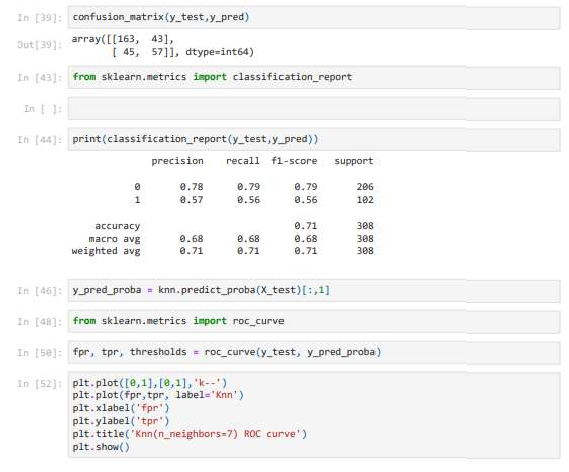 In [39]: confusion_matrix(y_test,y_pred)
Out[39]: array([[163, 43],
[ 45, 57]], dtype=int64)
In [43]: from sklearn.metrics import classification_report
In [ ]:
In [44]: print(classification_report(y_test,y_pred))
precision recall f1-score support
0 0.78 0.79 0.79 206
1 0.57 0.56 0.56 102
accuracy 0.71 308
macro avg 0.68 0.68 0.68 308
weighted avg 0.71 0.71 0.71 308
In [46]: y_pred_proba = knn.predict_proba(X_test)[:,1]
In [48]: from sklearn.metrics import roc_curve
In [50]: fpr, tpr, thresholds = roc_curve(y_test, y_pred_proba)
In [52]: plt.plot([0,1],[0,1],'k--')
plt.plot(fpr,tpr, label='Knn')
plt.xlabel('fpr')
plt.ylabel('tpr')
plt.title('Knn(n_neighbors=7) ROC curve')
plt.show()